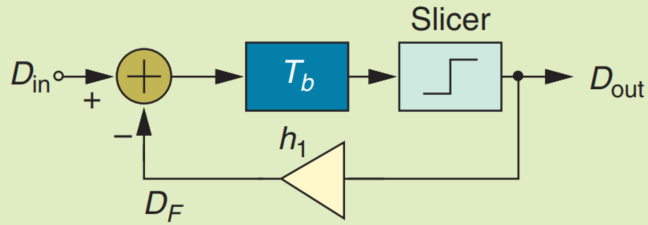 Slicer
D_in
+
T_b
D_out
−
h_1
D_F